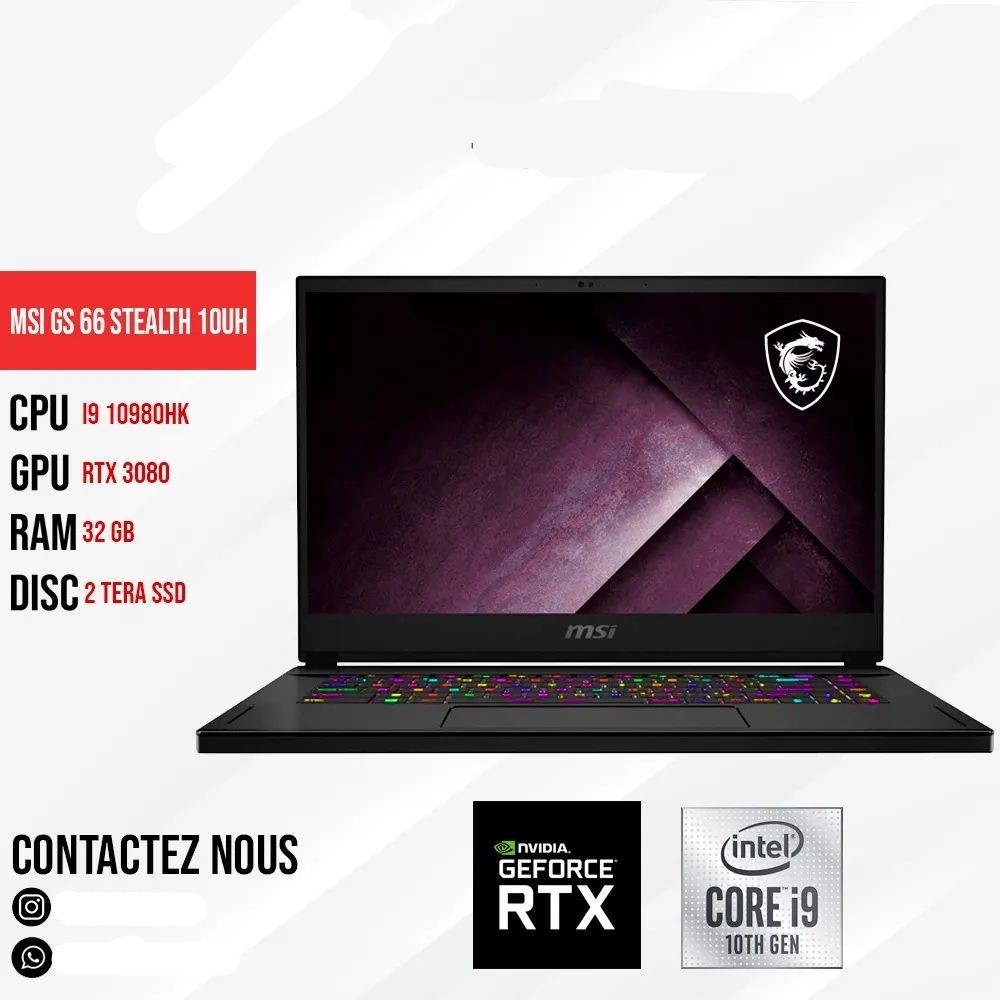 MSI GS 66 STEALTH 10UH
CPU I9 10980HK
GPU RTX 3080
RAM 32 GB
DISC 2 TERA SSD
msi
CONTACTEZ NOUS
NVIDIA.
GEFORCE
RTX
intel
CORE i9
10TH GEN